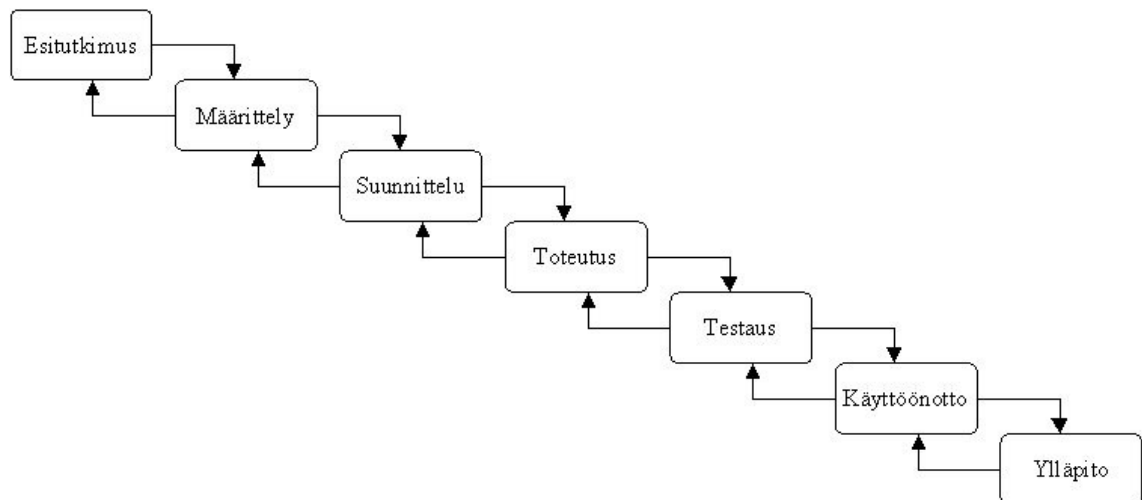 Esitutkimus
Määrittely
Suunnittelu
Toteutus
Testaus
Käyttöönotto
Ylläpito